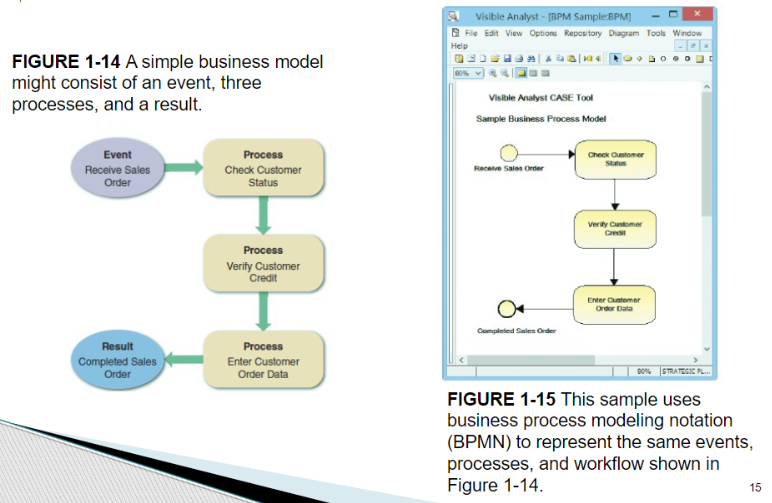 FIGURE 1-14 A simple business model
might consist of an event, three
processes, and a result.
Event
Receive Sales
Order
Process
Check Customer
Status
Process
Verify Customer
Credit
Result
Completed Sales
Order
Process
Enter Customer
Order Data
Visible Analyst - [BPM Sample:BPM]
File Edit View Options Repository Diagram Tools Window
Help
80%
Visible Analyst CASE Tool
Sample Business Process Model
Receive Sales Order
Check Customer
Status
Verify Customer
Credit
Enter Customer
Order Data
Completed Sales Order
80% STRATEGIC PL...
FIGURE 1-15 This sample uses
business process modeling notation
(BPMN) to represent the same events,
processes, and workflow shown in
Figure 1-14.
15